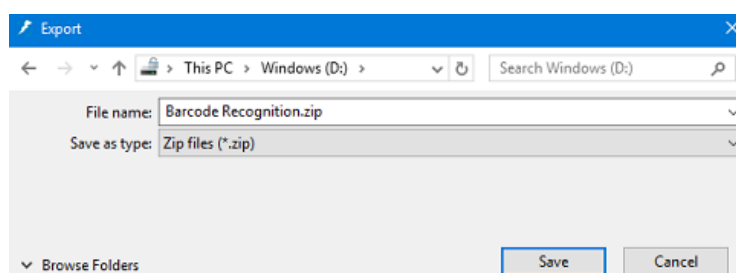 Export
This PC > Windows (D:) >
Search Windows (D:)
File name: Barcode Recognition.zip
Save as type: Zip files (*.zip)
Browse Folders
Save
Cancel